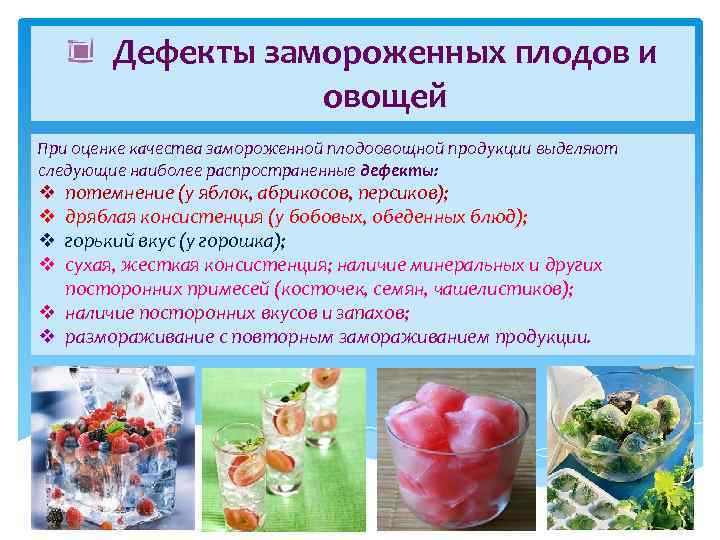 Дефекты замороженных плодов и
овощей
При оценке качества замороженной плодоовощной продукции выделяют
следующие наиболее распространенные дефекты:
❖ потемнение (у яблок, абрикосов, персиков);
❖ дряблая консистенция (у бобовых, обеденных блюд);
❖ горький вкус (у горошка);
❖ сухая, жесткая консистенция; наличие минеральных и других
посторонних примесей (косточек, семян, чашелистиков);
❖ наличие посторонних вкусов и запахов;
❖ размораживание с повторным замораживанием продукции.